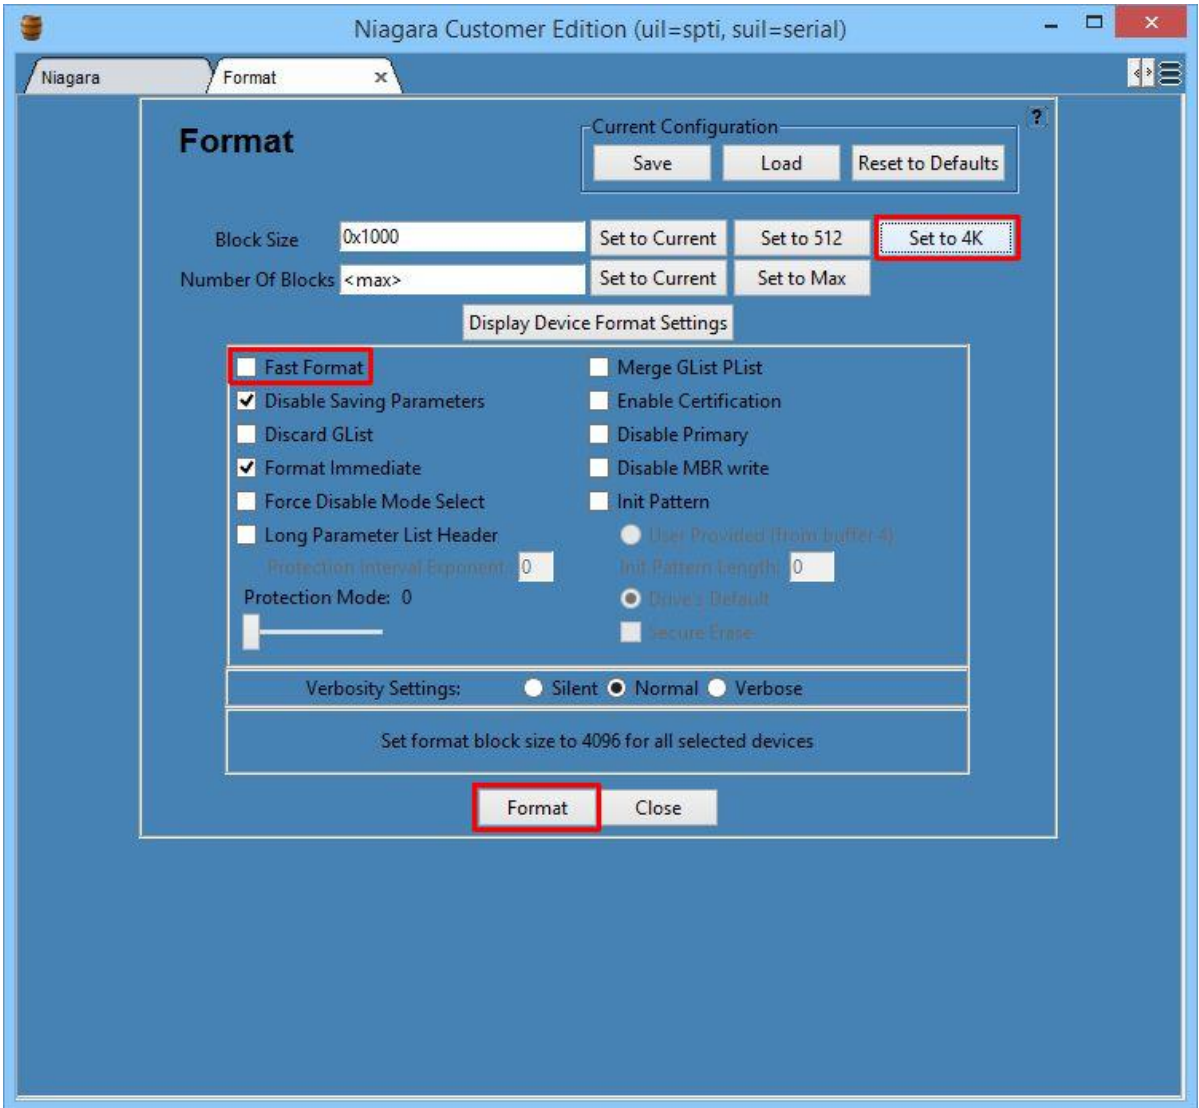 Niagara Customer Edition (uil=spti, suil=serial)
Niagara
Format
Format
?
Current Configuration
Save Load Reset to Defaults
Block Size 0x1000 Set to Current Set to 512 Set to 4K
Number Of Blocks <max> Set to Current Set to Max
Display Device Format Settings
Fast Format Merge GList PList
Disable Saving Parameters Enable Certification
Discard GList Disable Primary
Format Immediate Disable MBR write
Force Disable Mode Select Init Pattern
Long Parameter List Header User Provided (from buffer 4)
Protection Interval Exponent: 0 Init Pattern Length: 0
Protection Mode: 0 Drive's Default
Secure Erase
Verbosity Settings: Silent Normal Verbose
Set format block size to 4096 for all selected devices
Format Close